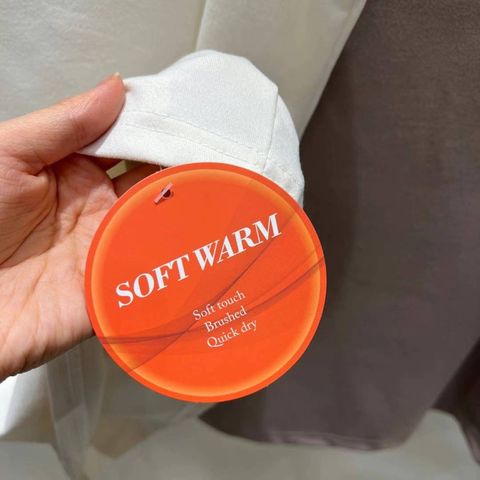 SOFT WARM
Soft touch
Brushed
Quick dry